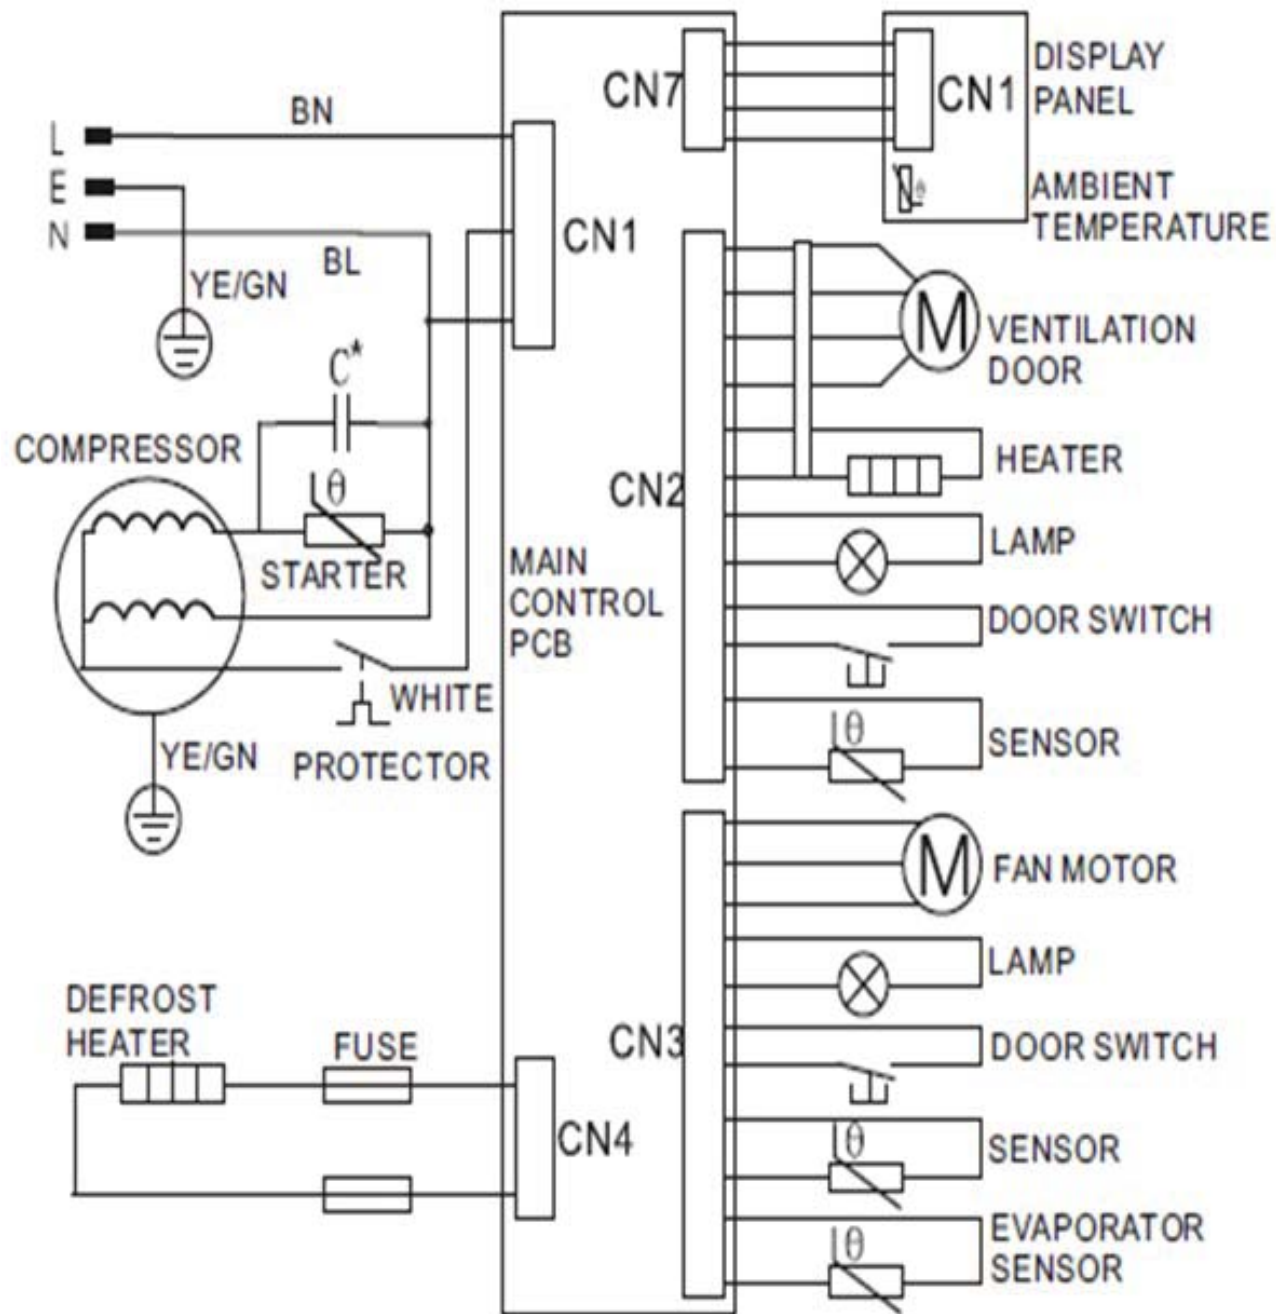 L
E
N
BN
YE/GN
BL
C*
COMPRESSOR
θ
STARTER
WHITE
PROTECTOR
YE/GN
DEFROST
HEATER
FUSE
CN1
CN4
MAIN
CONTROL
PCB
CN7
CN2
CN3
CN1
DISPLAY
PANEL
θ
AMBIENT
TEMPERATURE
M
VENTILATION
DOOR
HEATER
LAMP
DOOR SWITCH
θ
SENSOR
M
FAN MOTOR
LAMP
DOOR SWITCH
θ
SENSOR
θ
EVAPORATOR
SENSOR